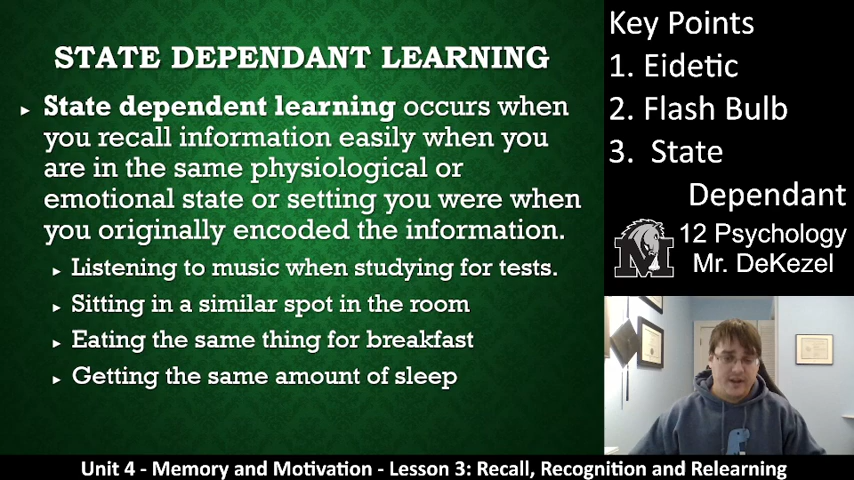 STATE DEPENDANT LEARNING
State dependent learning occurs when
you recall information easily when you
are in the same physiological or
emotional state or setting you were when
you originally encoded the information.
Listening to music when studying for tests.
Sitting in a similar spot in the room
Eating the same thing for breakfast
Getting the same amount of sleep
Key Points
1. Eidetic
2. Flash Bulb
3. State
Dependant
M
12 Psychology
Mr. DeKezel
Unit 4 - Memory and Motivation - Lesson 3: Recall, Recognition and Relearning